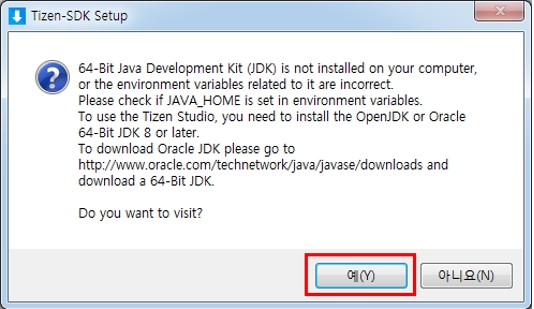 Tizen-SDK Setup
64-Bit Java Development Kit (JDK) is not installed on your computer,
or the environment variables related to it are incorrect.
Please check if JAVA_HOME is set in environment variables.
To use the Tizen Studio, you need to install the OpenJDK or Oracle
64-Bit JDK 8 or later.
To download Oracle JDK please go to
http://www.oracle.com/technetwork/java/javase/downloads and
download a 64-Bit JDK.
Do you want to visit?
예(Y) 아니요(N)